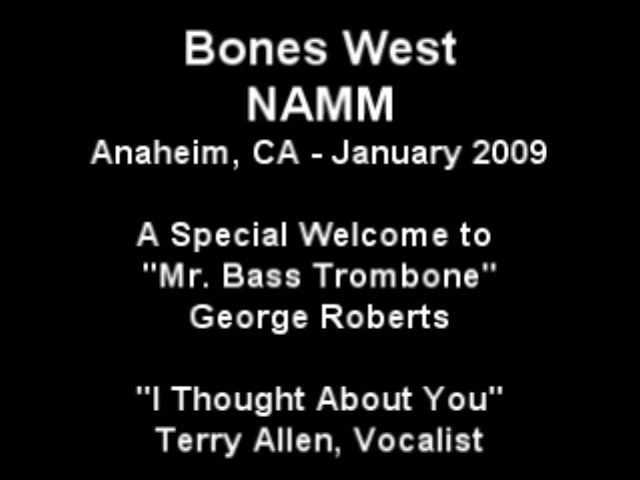 Bones West
NAMM
Anaheim, CA - January 2009
A Special Welcome to
"Mr. Bass Trombone"
George Roberts
"I Thought About You"
Terry Allen, Vocalist